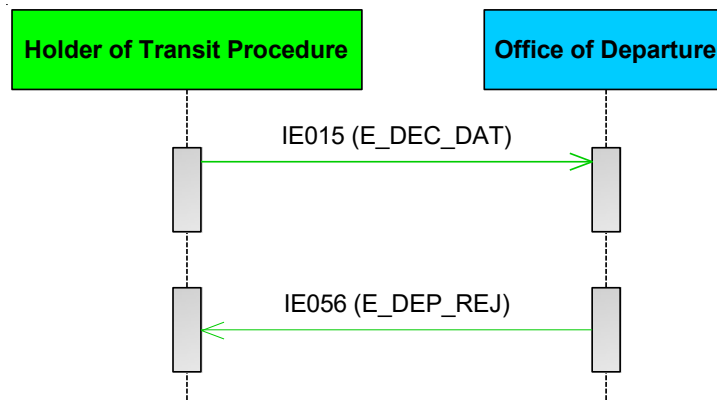 Holder of Transit Procedure
Office of Departure
IE015 (E_DEC_DAT)
IE056 (E_DEP_REJ)